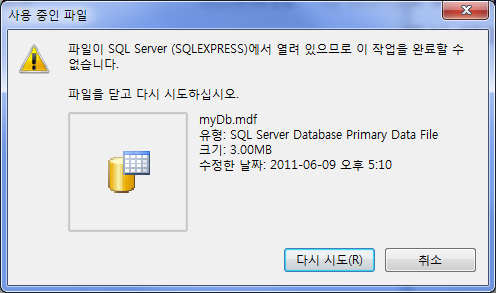 사용 중인 파일
파일이 SQL Server (SQLEXPRESS)에서 열려 있으므로 이 작업을 완료할 수
없습니다.
파일을 닫고 다시 시도하십시오.
myDb.mdf
유형: SQL Server Database Primary Data File
크기: 3.00MB
수정한 날짜: 2011-06-09 오후 5:10
다시 시도(R)
취소